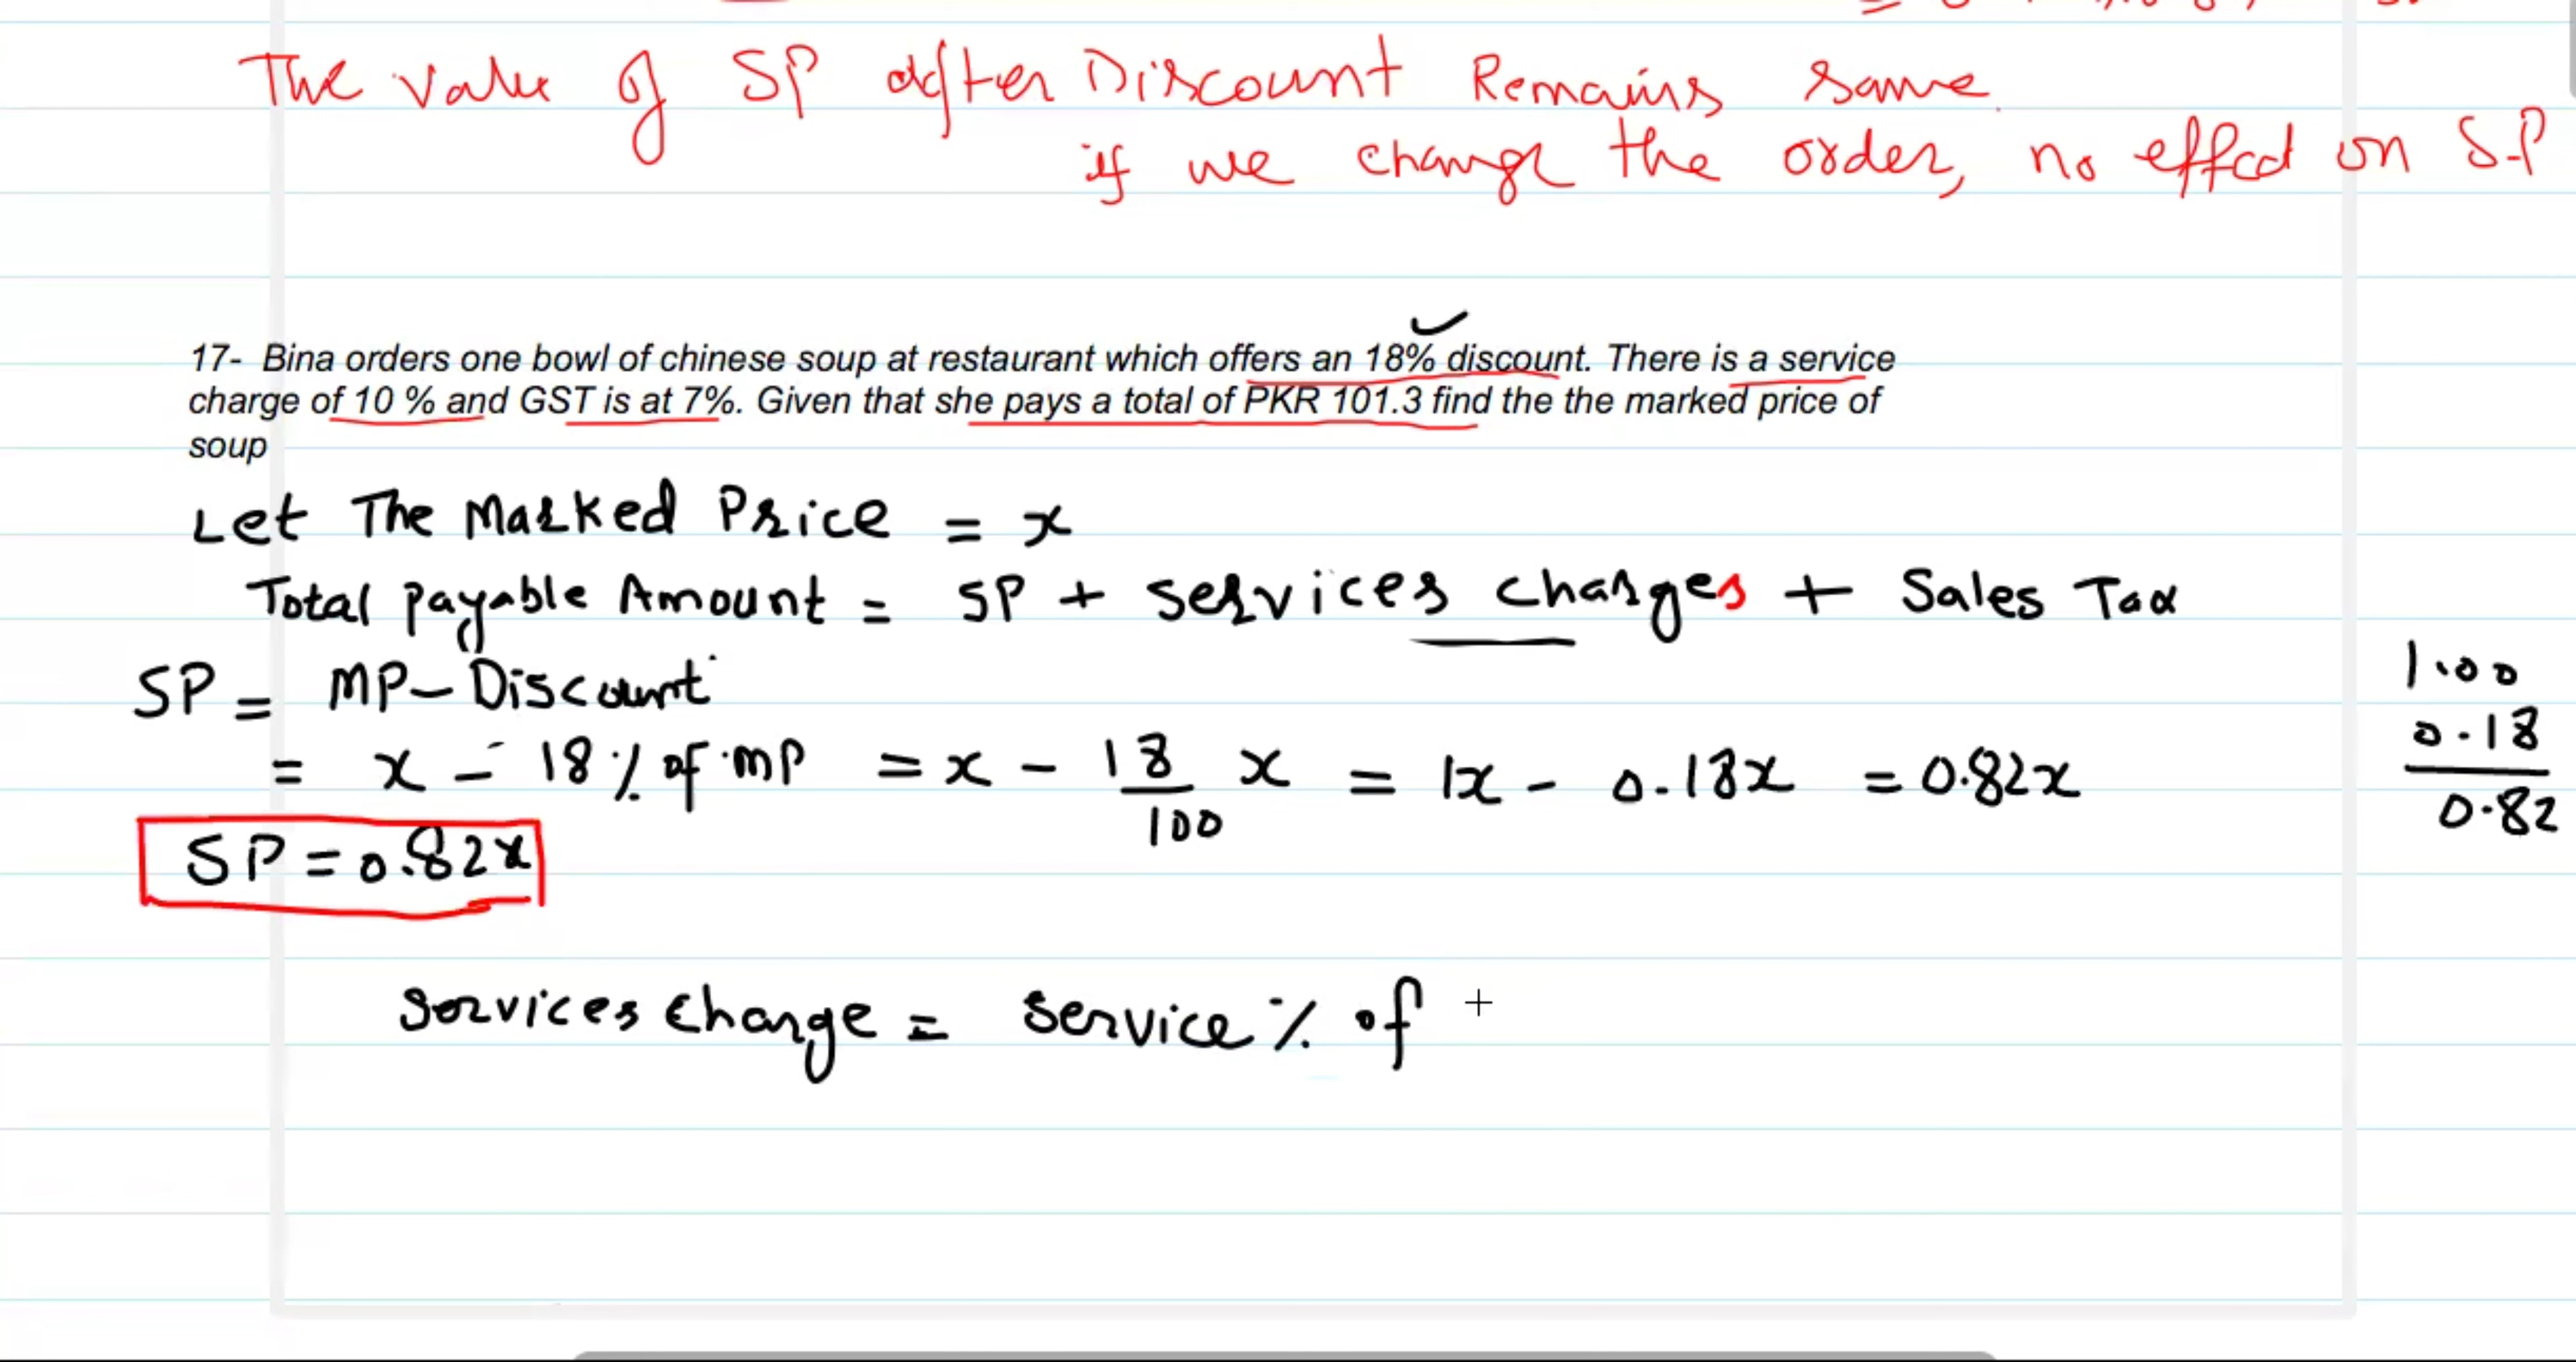 The value of SP after Discount Remains same
if we change the order, no effect on S.P
17- Bina orders one bowl of chinese soup at restaurant which offers an 18% discount. There is a service
charge of 10 % and GST is at 7%. Given that she pays a total of PKR 101.3 find the the marked price of
soup
Let The Marked Price = x
Total payable Amount = SP + services charges + Sales Tax
SP = MP - Discount
= x - 18% of MP = x - 18/100 x = 1x - 0.18x = 0.82x
1.00
0.18
0.82
SP = 0.82x
Services charge = Service % of